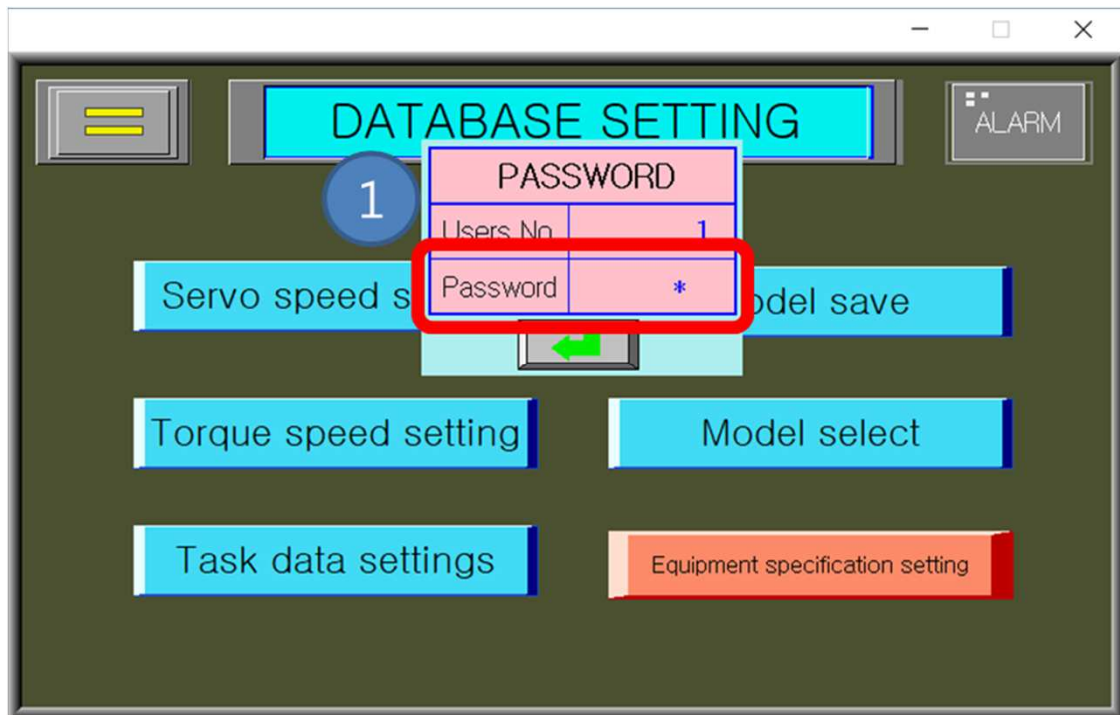 DATABASE SETTING
ALARM
1
PASSWORD
Users No 1
Password *
Servo speed s
odel save
Torque speed setting
Model select
Task data settings
Equipment specification setting